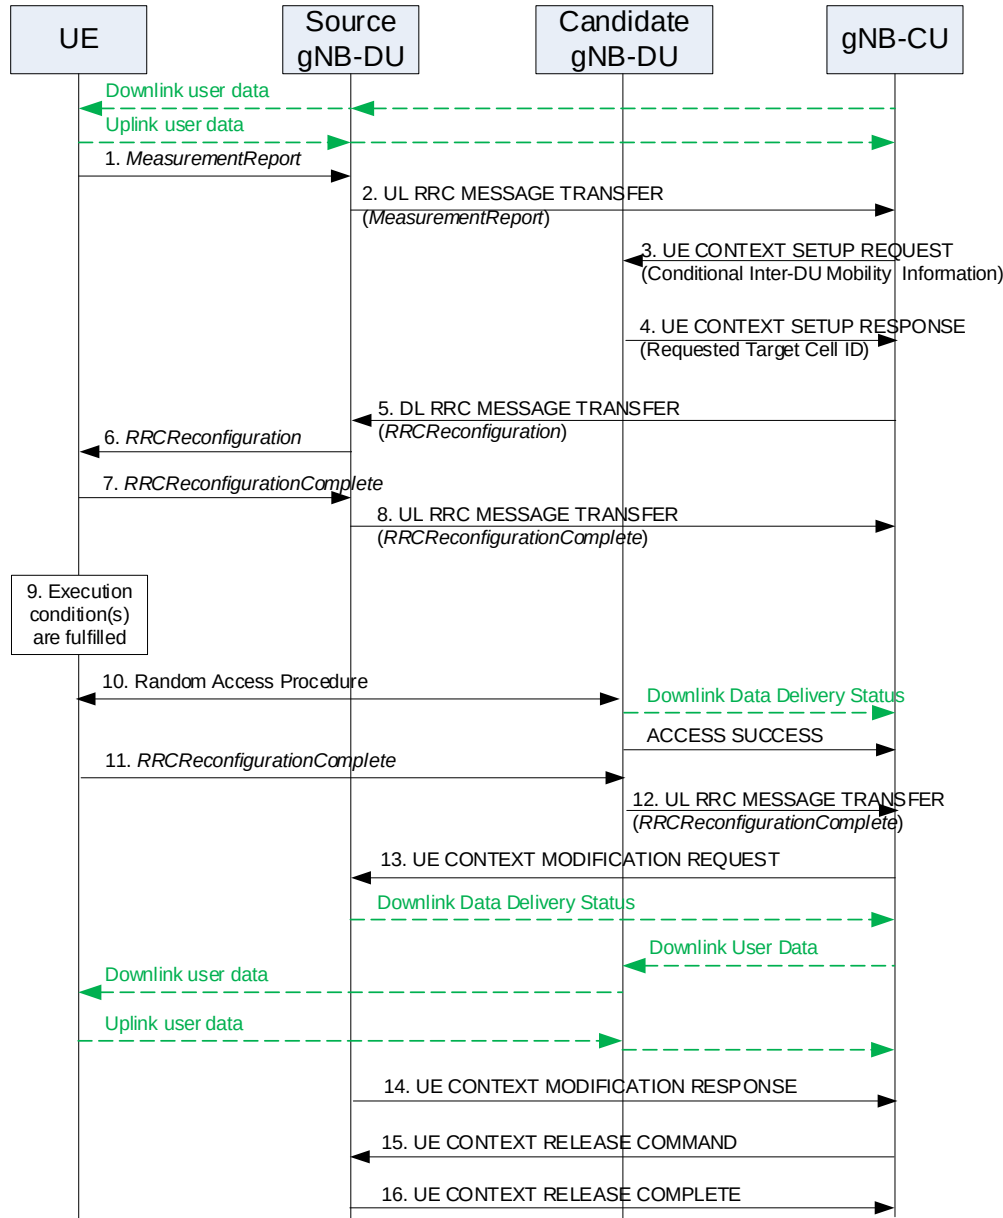 UE
Source
gNB-DU
Candidate
gNB-DU
gNB-CU
Downlink user data
Uplink user data
1. MeasurementReport
2. UL RRC MESSAGE TRANSFER
(MeasurementReport)
3. UE CONTEXT SETUP REQUEST
(Conditional Inter-DU Mobility Information)
4. UE CONTEXT SETUP RESPONSE
(Requested Target Cell ID)
5. DL RRC MESSAGE TRANSFER
(RRCReconfiguration)
6. RRCReconfiguration
7. RRCReconfigurationComplete
8. UL RRC MESSAGE TRANSFER
(RRCReconfigurationComplete)
9. Execution
condition(s)
are fulfilled
10. Random Access Procedure
Downlink Data Delivery Status
ACCESS SUCCESS
11. RRCReconfigurationComplete
12. UL RRC MESSAGE TRANSFER
(RRCReconfigurationComplete)
13. UE CONTEXT MODIFICATION REQUEST
Downlink Data Delivery Status
Downlink User Data
Downlink user data
Uplink user data
14. UE CONTEXT MODIFICATION RESPONSE
15. UE CONTEXT RELEASE COMMAND
16. UE CONTEXT RELEASE COMPLETE